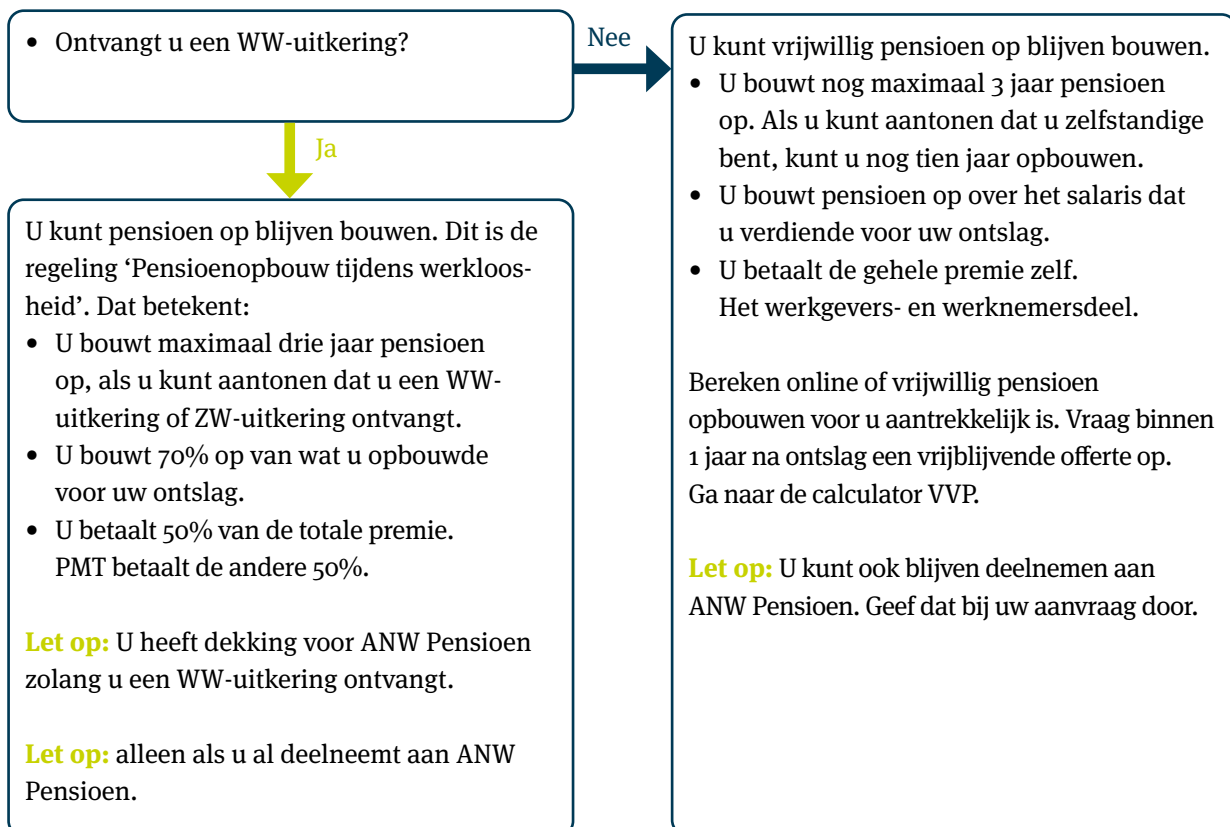 • Ontvangt u een WW-uitkering?
Nee
Ja
U kunt pensioen op blijven bouwen. Dit is de
regeling ‘Pensioenopbouw tijdens werkloos-
heid’. Dat betekent:
• U bouwt maximaal drie jaar pensioen
op, als u kunt aantonen dat u een WW-
uitkering of ZW-uitkering ontvangt.
• U bouwt 70% op van wat u opbouwde
voor uw ontslag.
• U betaalt 50% van de totale premie.
PMT betaalt de andere 50%.
Let op: U heeft dekking voor ANW Pensioen
zolang u een WW-uitkering ontvangt.
Let op: alleen als u al deelneemt aan ANW
Pensioen.
U kunt vrijwillig pensioen op blijven bouwen.
• U bouwt nog maximaal 3 jaar pensioen
op. Als u kunt aantonen dat u zelfstandige
bent, kunt u nog tien jaar opbouwen.
• U bouwt pensioen op over het salaris dat
u verdiende voor uw ontslag.
• U betaalt de gehele premie zelf.
Het werkgevers- en werknemersdeel.
Bereken online of vrijwillig pensioen
opbouwen voor u aantrekkelijk is. Vraag binnen
1 jaar na ontslag een vrijblijvende offerte op.
Ga naar de calculator VVP.
Let op: U kunt ook blijven deelnemen aan
ANW Pensioen. Geef dat bij uw aanvraag door.